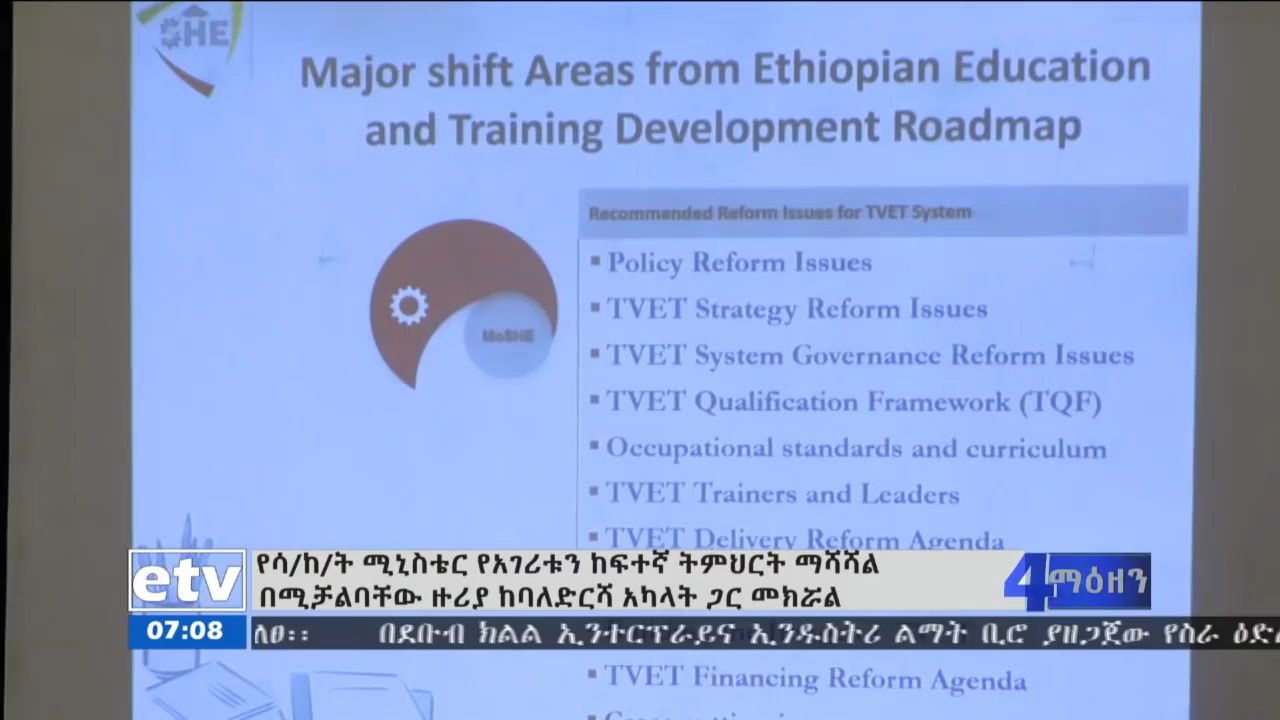 SHE
Major shift Areas from Ethiopian Education
and Training Development Roadmap
Recommended Reform Issues for TVET System
▪ Policy Reform Issues
▪ TVET Strategy Reform Issues
MoSHE
▪ TVET System Governance Reform Issues
▪ TVET Qualification Framework (TQF)
▪ Occupational standards and curriculum
▪ TVET Trainers and Leaders
▪ TVET Delivery Reform Agenda
etv
የሳ/ከ/ት ሚኒስቴር የአገሪቱን ከፍተኛ ትምህርት ማሻሻል
በሚቻልባቸው ዙሪያ ከባለድርሻ አካላት ጋር መክሯል
4 ማዕዘን
07:08
ለፀ፡፡ በደቡብ ክልል ኢንተርፕራይና ኢንዱስትሪ ልማት ቢሮ ያዘጋጀው የስራ
▪ TVET Financing Reform Agenda